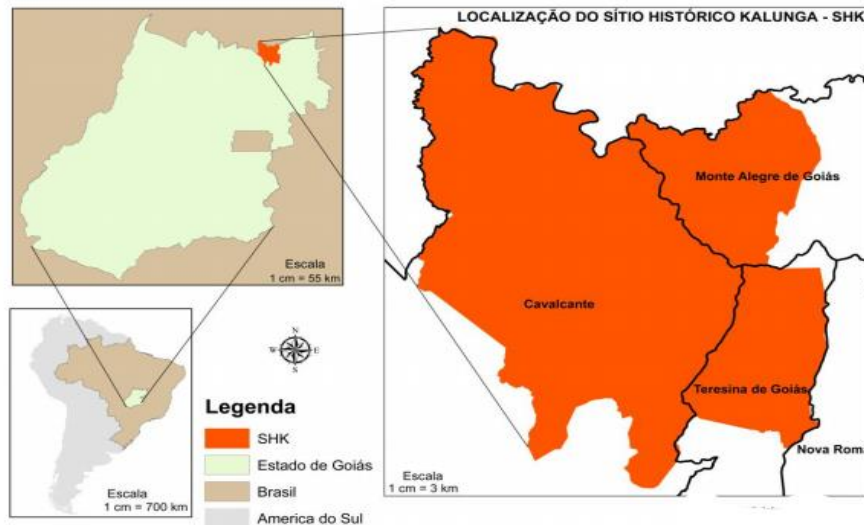 LOCALIZAÇÃO DO SÍTIO HISTÓRICO KALUNGA - SHK
Monte Alegre de Goiás
Cavalcante
Teresina de Goiás
Nova Roma
Escala
1 cm = 3 km
Escala
1 cm = 55 km
N
W
E
S
Escala
1 cm = 700 km
Legenda
SHK
Estado de Goiás
Brasil
America do Sul